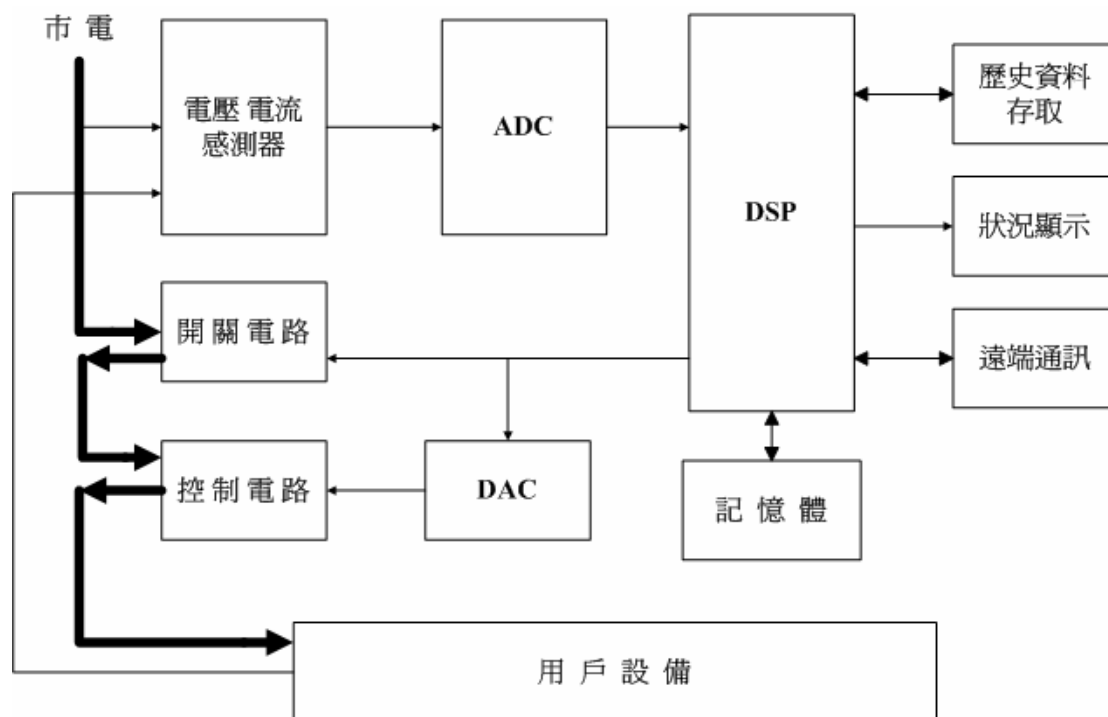 市 電
電壓 電流
感測器
ADC
DSP
歷史資料
存取
狀況顯示
開 關 電 路
遠端通訊
控 制 電 路
DAC
記 憶 體
用 戶 設 備